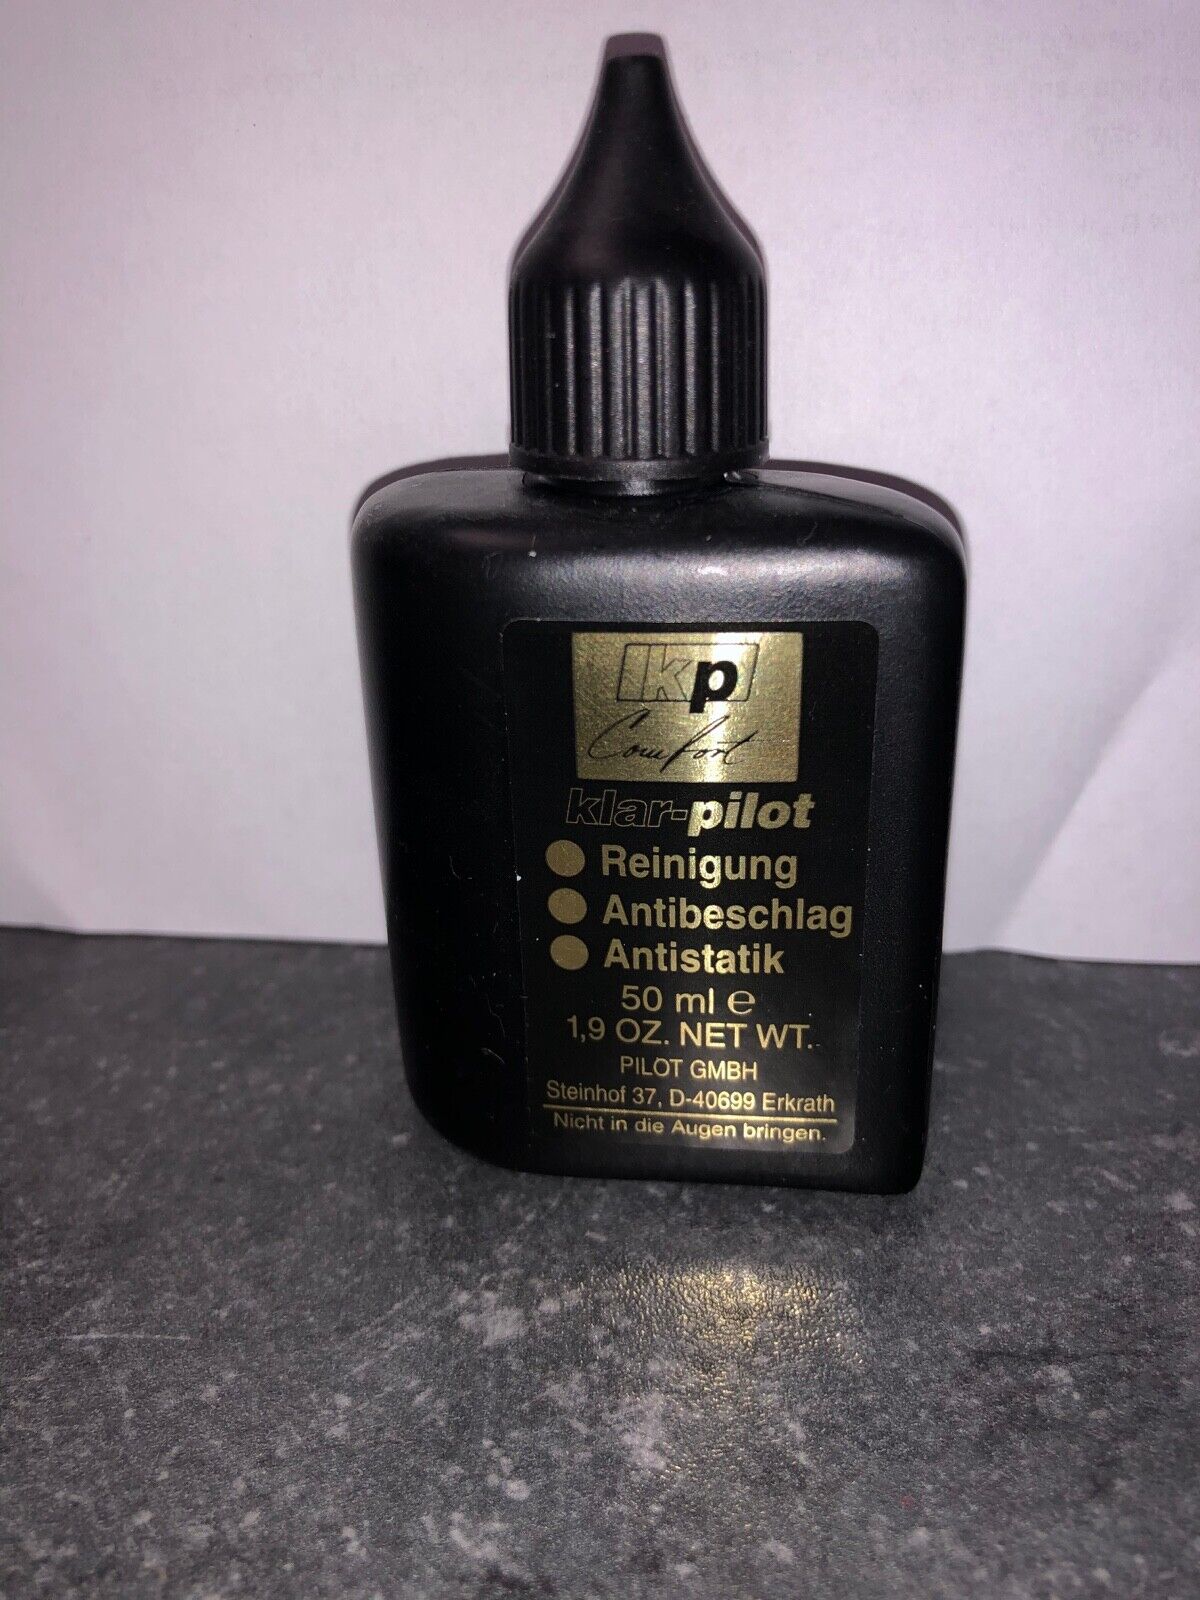 kp
Comfort
klar-pilot
Reinigung
Antibeschlag
Antistatik
50 ml ℮
1,9 OZ. NET WT.
PILOT GMBH
Steinhof 37, D-40699 Erkrath
Nicht in die Augen bringen.